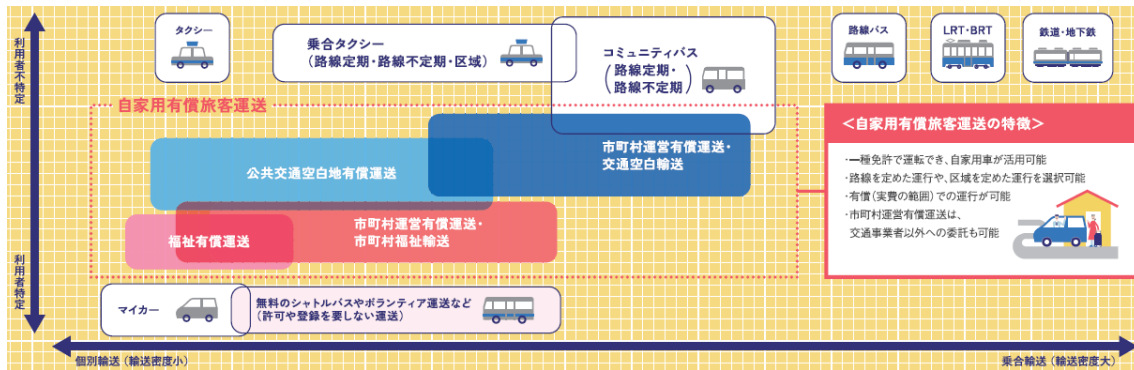 利用者不特定
利用者特定
タクシー
乗合タクシー
(路線定期・路線不定期・区域)
コミュニティバス
(路線定期・
路線不定期)
路線バス
LRT・BRT
鉄道・地下鉄
自家用有償旅客運送
公共交通空白地有償運送
市町村運営有償運送・
交通空白輸送
福祉有償運送
市町村運営有償運送・
市町村福祉輸送
<自家用有償旅客運送の特徴>
・一種免許で運転でき、自家用車が活用可能
・路線を定めた運行や、区域を定めた運行を選択可能
・有償(実費の範囲)での運行が可能
・市町村運営有償運送は、
交通事業者以外への委託も可能
マイカー
無料のシャトルバスやボランティア運送など
(許可や登録を要しない運送)
個別輸送(輸送密度小)
乗合輸送(輸送密度大)